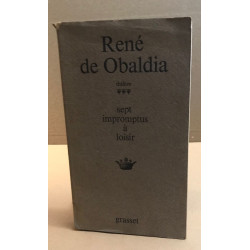 René
de Obaldia
théâtre
***
sept
impromptus
à
loisir
grasset